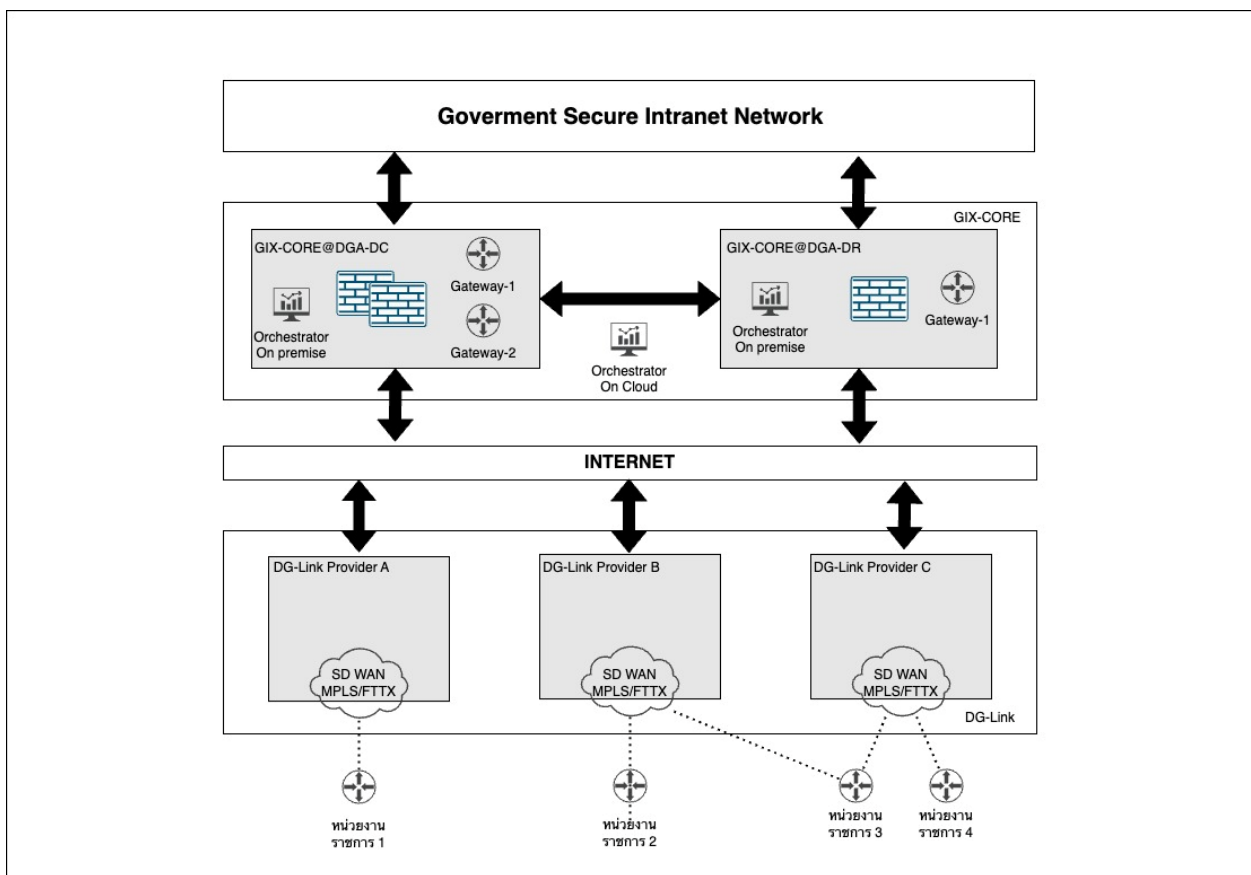 Goverment Secure Intranet Network
GIX-CORE
GIX-CORE@DGA-DC
Gateway-1
Orchestrator
On premise
Gateway-2
Orchestrator
On Cloud
GIX-CORE@DGA-DR
Orchestrator
On premise
Gateway-1
INTERNET
DG-Link Provider A
SD WAN
MPLS/FTTX
DG-Link Provider B
SD WAN
MPLS/FTTX
DG-Link Provider C
SD WAN
MPLS/FTTX
DG-Link
หน่วยงาน
ราชการ 1
หน่วยงาน
ราชการ 2
หน่วยงาน
ราชการ 3
หน่วยงาน
ราชการ 4